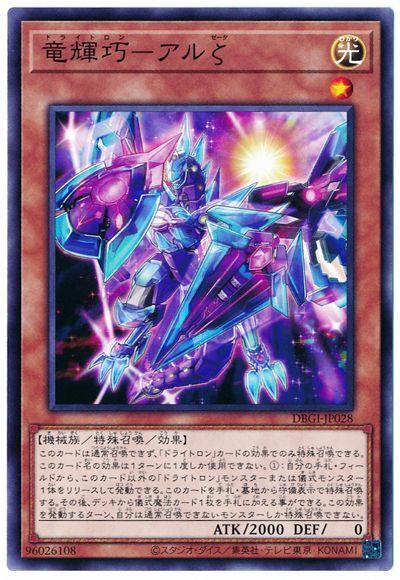 ドライトロン ゼータ
竜輝巧－アルζ
ひかり
光
DBGI-JP028
【機械族／特殊召喚／効果】
このカードは通常召喚できず、「ドライトロン」カードの効果でのみ特殊召喚できる。
このカード名の効果は1ターンに1度しか使用できない。①：自分の手札・フィールド
から、このカード以外の「ドライトロン」モンスターまたは儀式モンスター
1体をリリースして発動できる。このカードを手札・墓地から守備表示で特殊召喚
する。その後、デッキから儀式魔法カード1枚を手札に加える事ができる。この効果
を発動するターン、自分は通常召喚できないモンスターしか特殊召喚できない。
ATK/2000 DEF/ 0
96026108 ©スタジオ・ダイス／集英社・テレビ東京 KONAMI